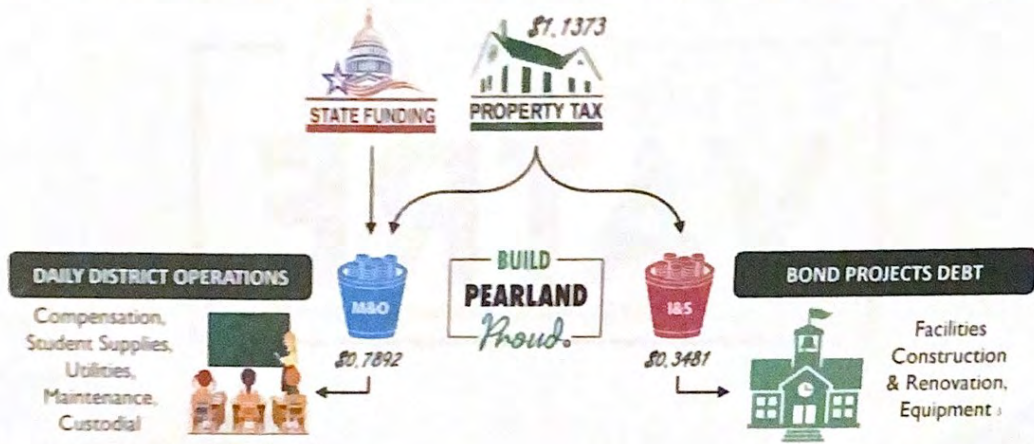 $1.1373
STATE FUNDING
PROPERTY TAX
DAILY DISTRICT OPERATIONS
Compensation,
Student Supplies,
Utilities,
Maintenance,
Custodial
M&O
$0.7892
BUILD
PEARLAND
Proud.
I&S
$0.3481
BOND PROJECTS DEBT
Facilities
Construction
& Renovation,
Equipment